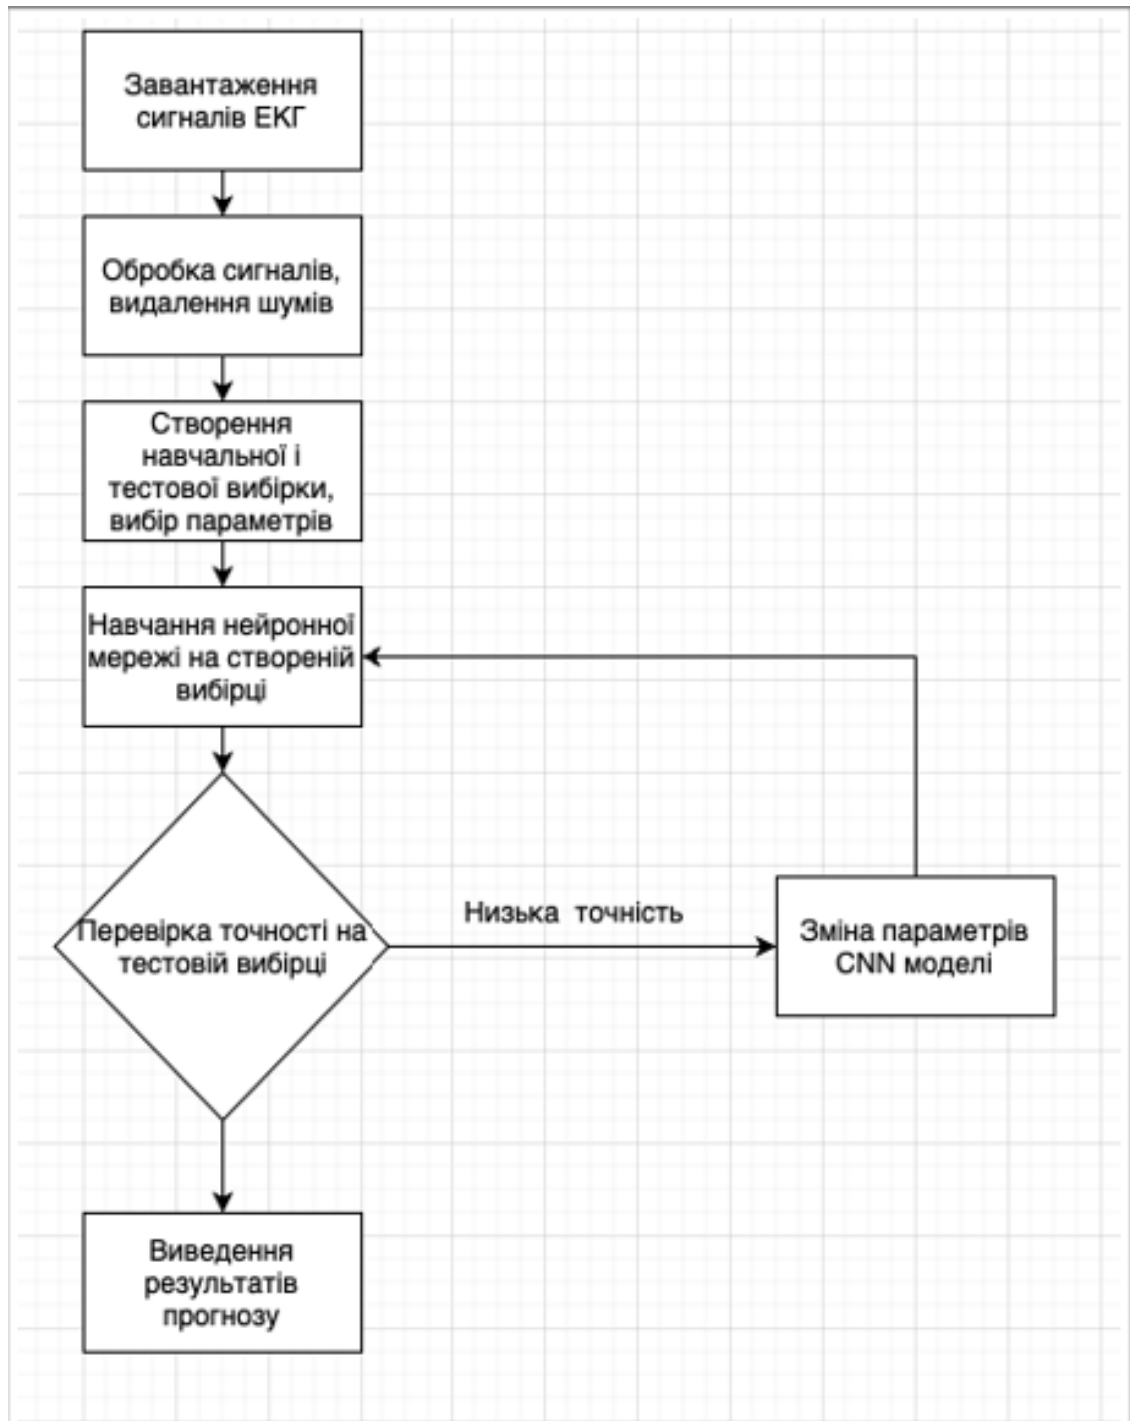 Завантаження
сигналів ЕКГ
Обробка сигналів,
видалення шумів
Створення
навчальної і
тестової вибірки,
вибір параметрів
Навчання нейронної
мережі на створеній
вибірці
Перевірка точності на
тестовій вибірці
Низька точність
Зміна параметрів
CNN моделі
Виведення
результатів
прогнозу